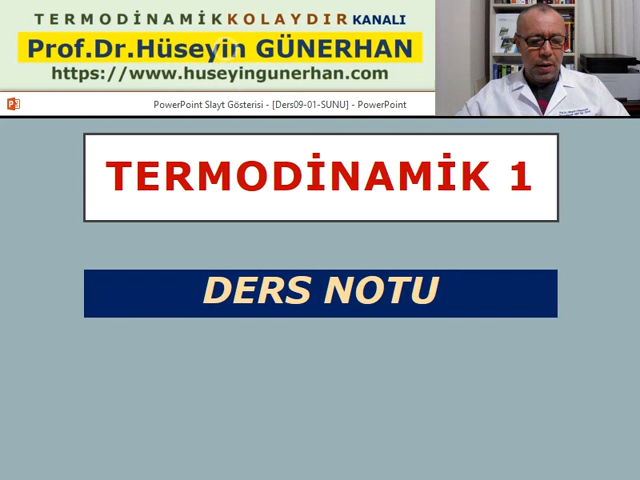 TERMODİNAMİKKOLAYDIR KANALI
Prof.Dr.Hüseyin GÜNERHAN
https://www.huseyingunerhan.com
PowerPoint Slayt Gösterisi - [Ders09-01-SUNU] - PowerPoint
TERMODİNAMİK 1
DERS NOTU